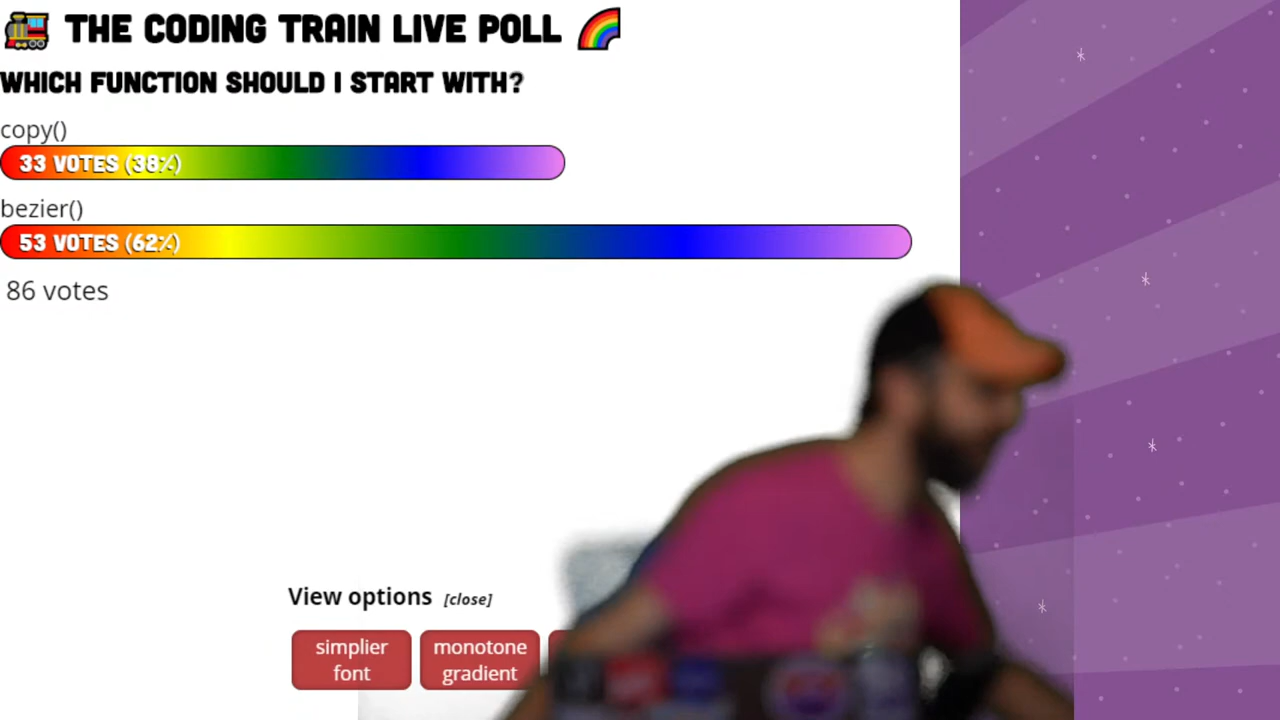 THE CODING TRAIN LIVE POLL
WHICH FUNCTION SHOULD I START WITH?
copy()
33 VOTES (38%)
bezier()
53 VOTES (62%)
86 votes
View options [close]
simplier
font
monotone
gradient